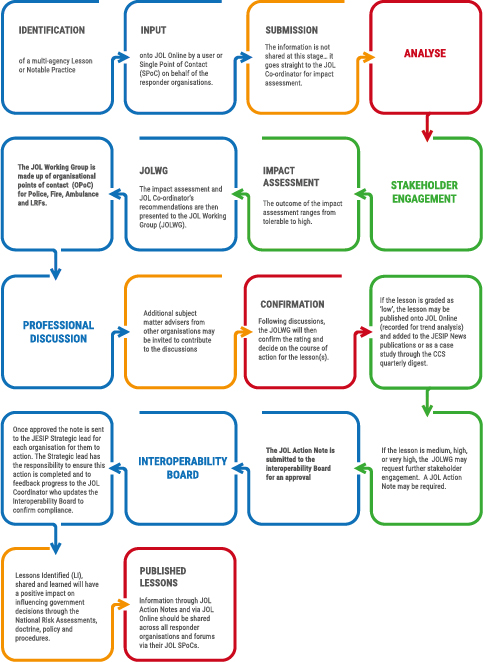 IDENTIFICATION
of a multi-agency Lesson
or Notable Practice
INPUT
onto JOL Online by a user or
Single Point of Contact
(SPoC) on behalf of the
responder organisations.
SUBMISSION
The information is not
shared at this stage... it
goes straight to the JOL
Co-ordinator for impact
assessment.
ANALYSE
STAKEHOLDER
ENGAGEMENT
IMPACT
ASSESSMENT
The outcome of the impact
assessment ranges from
tolerable to high.
JOLWG
The impact assessment and
JOL Co-ordinator's
recommendations are then
presented to the JOL Working
Group (JOLWG).
The JOL Working Group is
made up of organisational
points of contact (OPoC)
for Police, Fire, Ambulance
and LRFs.
PROFESSIONAL
DISCUSSION
Additional subject
matter advisers from
other organisations may
be invited to contribute
to the discussions
CONFIRMATION
Following discussions,
the JOLWG will then
confirm the rating and
decide on the course of
action for the lesson(s).
If the lesson is graded as
'low', the lesson may be
published onto JOL Online
(recorded for trend analysis)
and added to the JESIP News
publications or as a case
study through the CCS
quarterly digest.
If the lesson is medium, high,
or very high, the JOLWG may
request further stakeholder
engagement. A JOL Action
Note may be required.
The JOL Action Note is
submitted to the
interoperability Board
for an approval
INTEROPERABILITY
BOARD
Once approved the note is sent
to the JESIP Strategic lead for
each organisation for them to
action. The Strategic lead has
the responsibility to ensure this
action is completed and to
feedback progress to the JOL
Coordinator who updates the
Interoperability Board to
confirm compliance.
Lessons Identified (LI),
shared and learned will have
a positive impact on
influencing government
decisions through the
National Risk Assessments,
doctrine, policy and
procedures.
PUBLISHED
LESSONS
Information through JOL
Action Notes and via JOL
Online should be shared
across all responder
organisations and forums
via their JOL SPoCs.